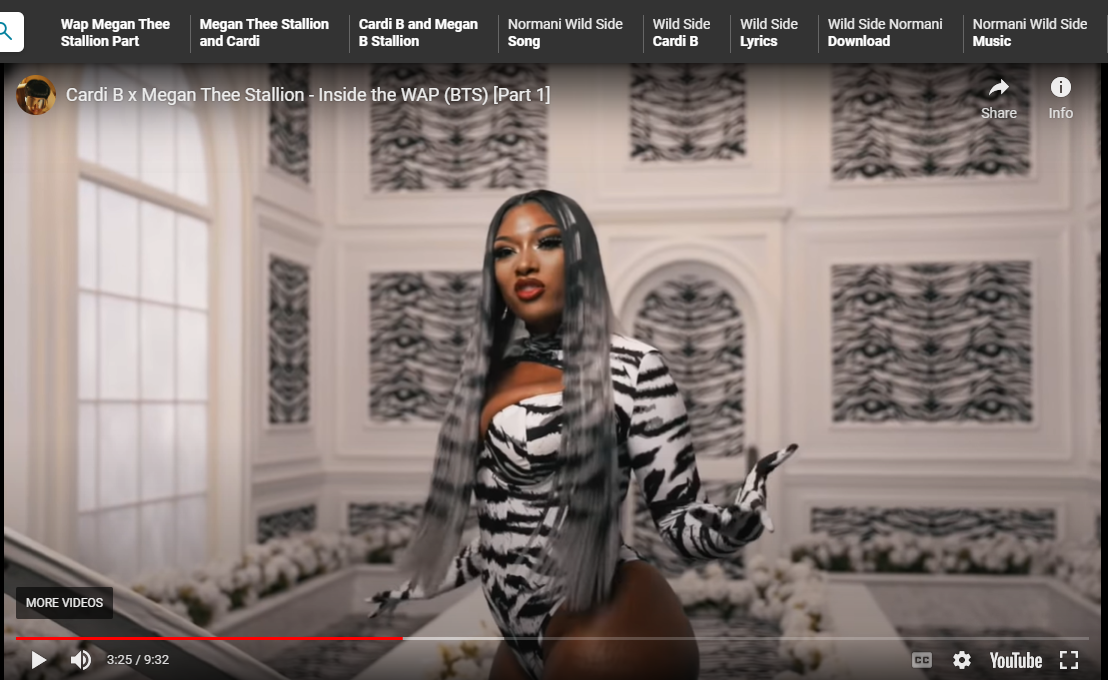 Wap Megan Thee
Stallion Part
Megan Thee Stallion
and Cardi
Cardi B and Megan
B Stallion
Normani Wild Side
Song
Wild Side
Cardi B
Wild Side
Lyrics
Wild Side Normani
Download
Normani Wild Side
Music
Cardi B x Megan Thee Stallion - Inside the WAP (BTS) [Part 1]
Share
Info
MORE VIDEOS
3:25 / 9:32
CC
YouTube